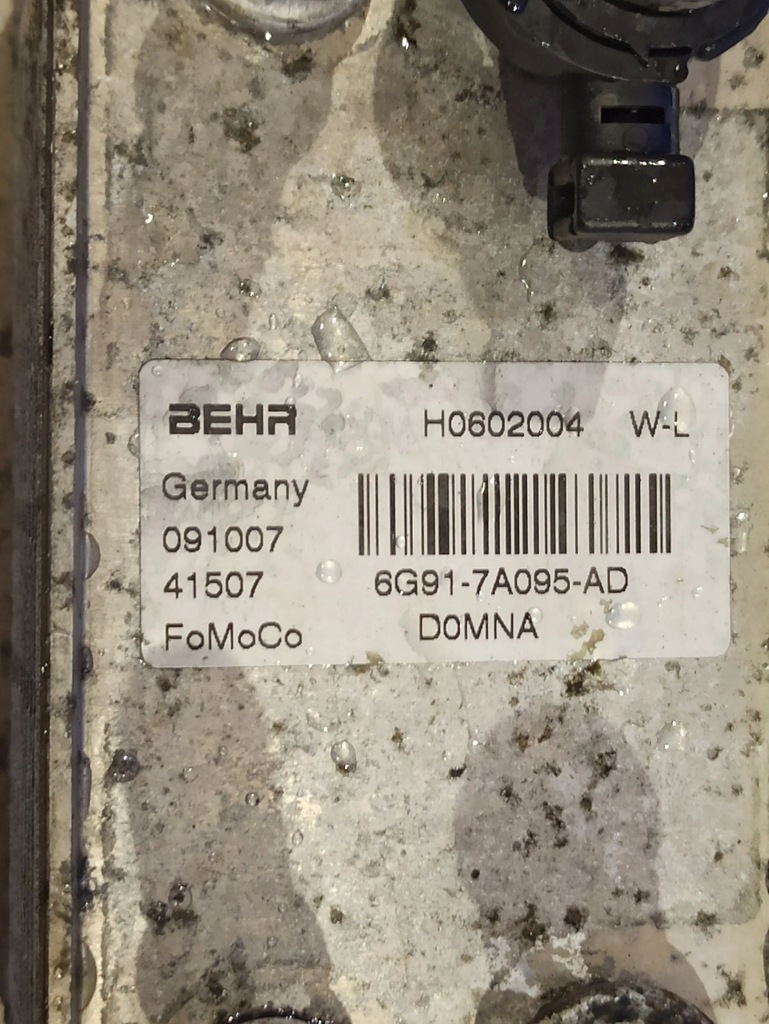 BEHR H0602004 W-L
Germany
091007
41507 6G91-7A095-AD
FoMoCo D0MNA